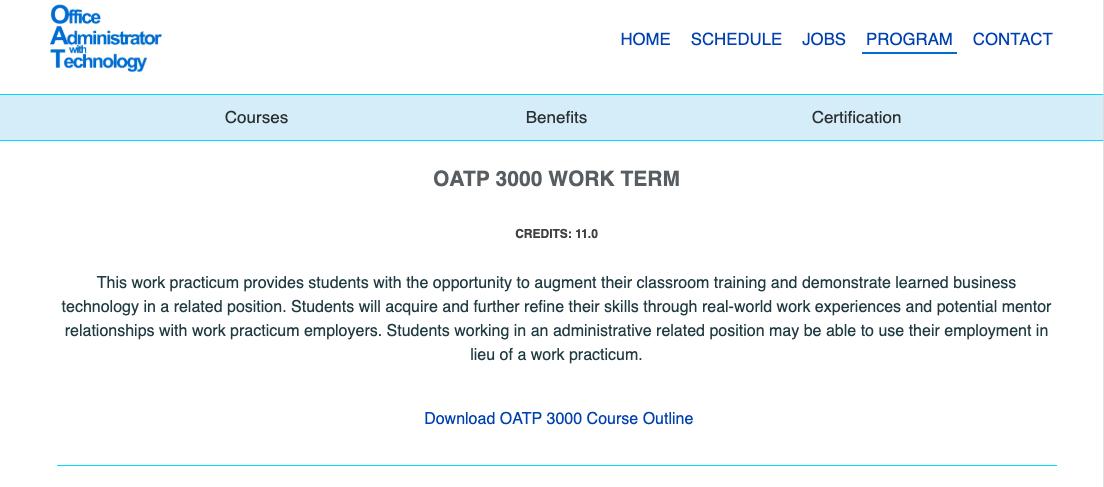 Office
Administrator
with
Technology
HOME SCHEDULE JOBS PROGRAM CONTACT
Courses Benefits Certification
OATP 3000 WORK TERM
CREDITS: 11.0
This work practicum provides students with the opportunity to augment their classroom training and demonstrate learned business
technology in a related position. Students will acquire and further refine their skills through real-world work experiences and potential mentor
relationships with work practicum employers. Students working in an administrative related position may be able to use their employment in
lieu of a work practicum.
Download OATP 3000 Course Outline